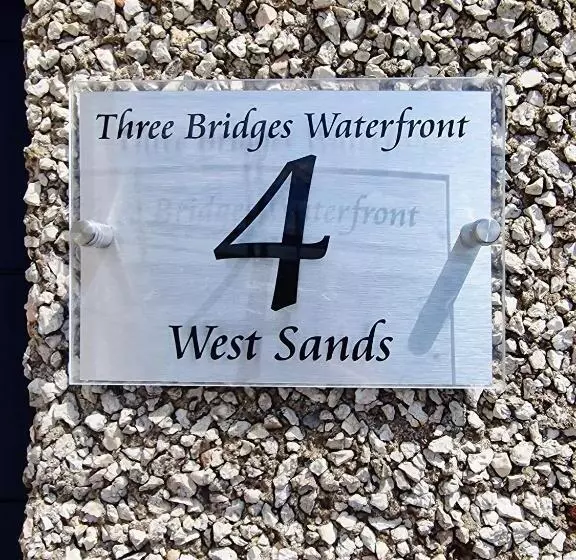 Three Bridges Waterfront
4
West Sands